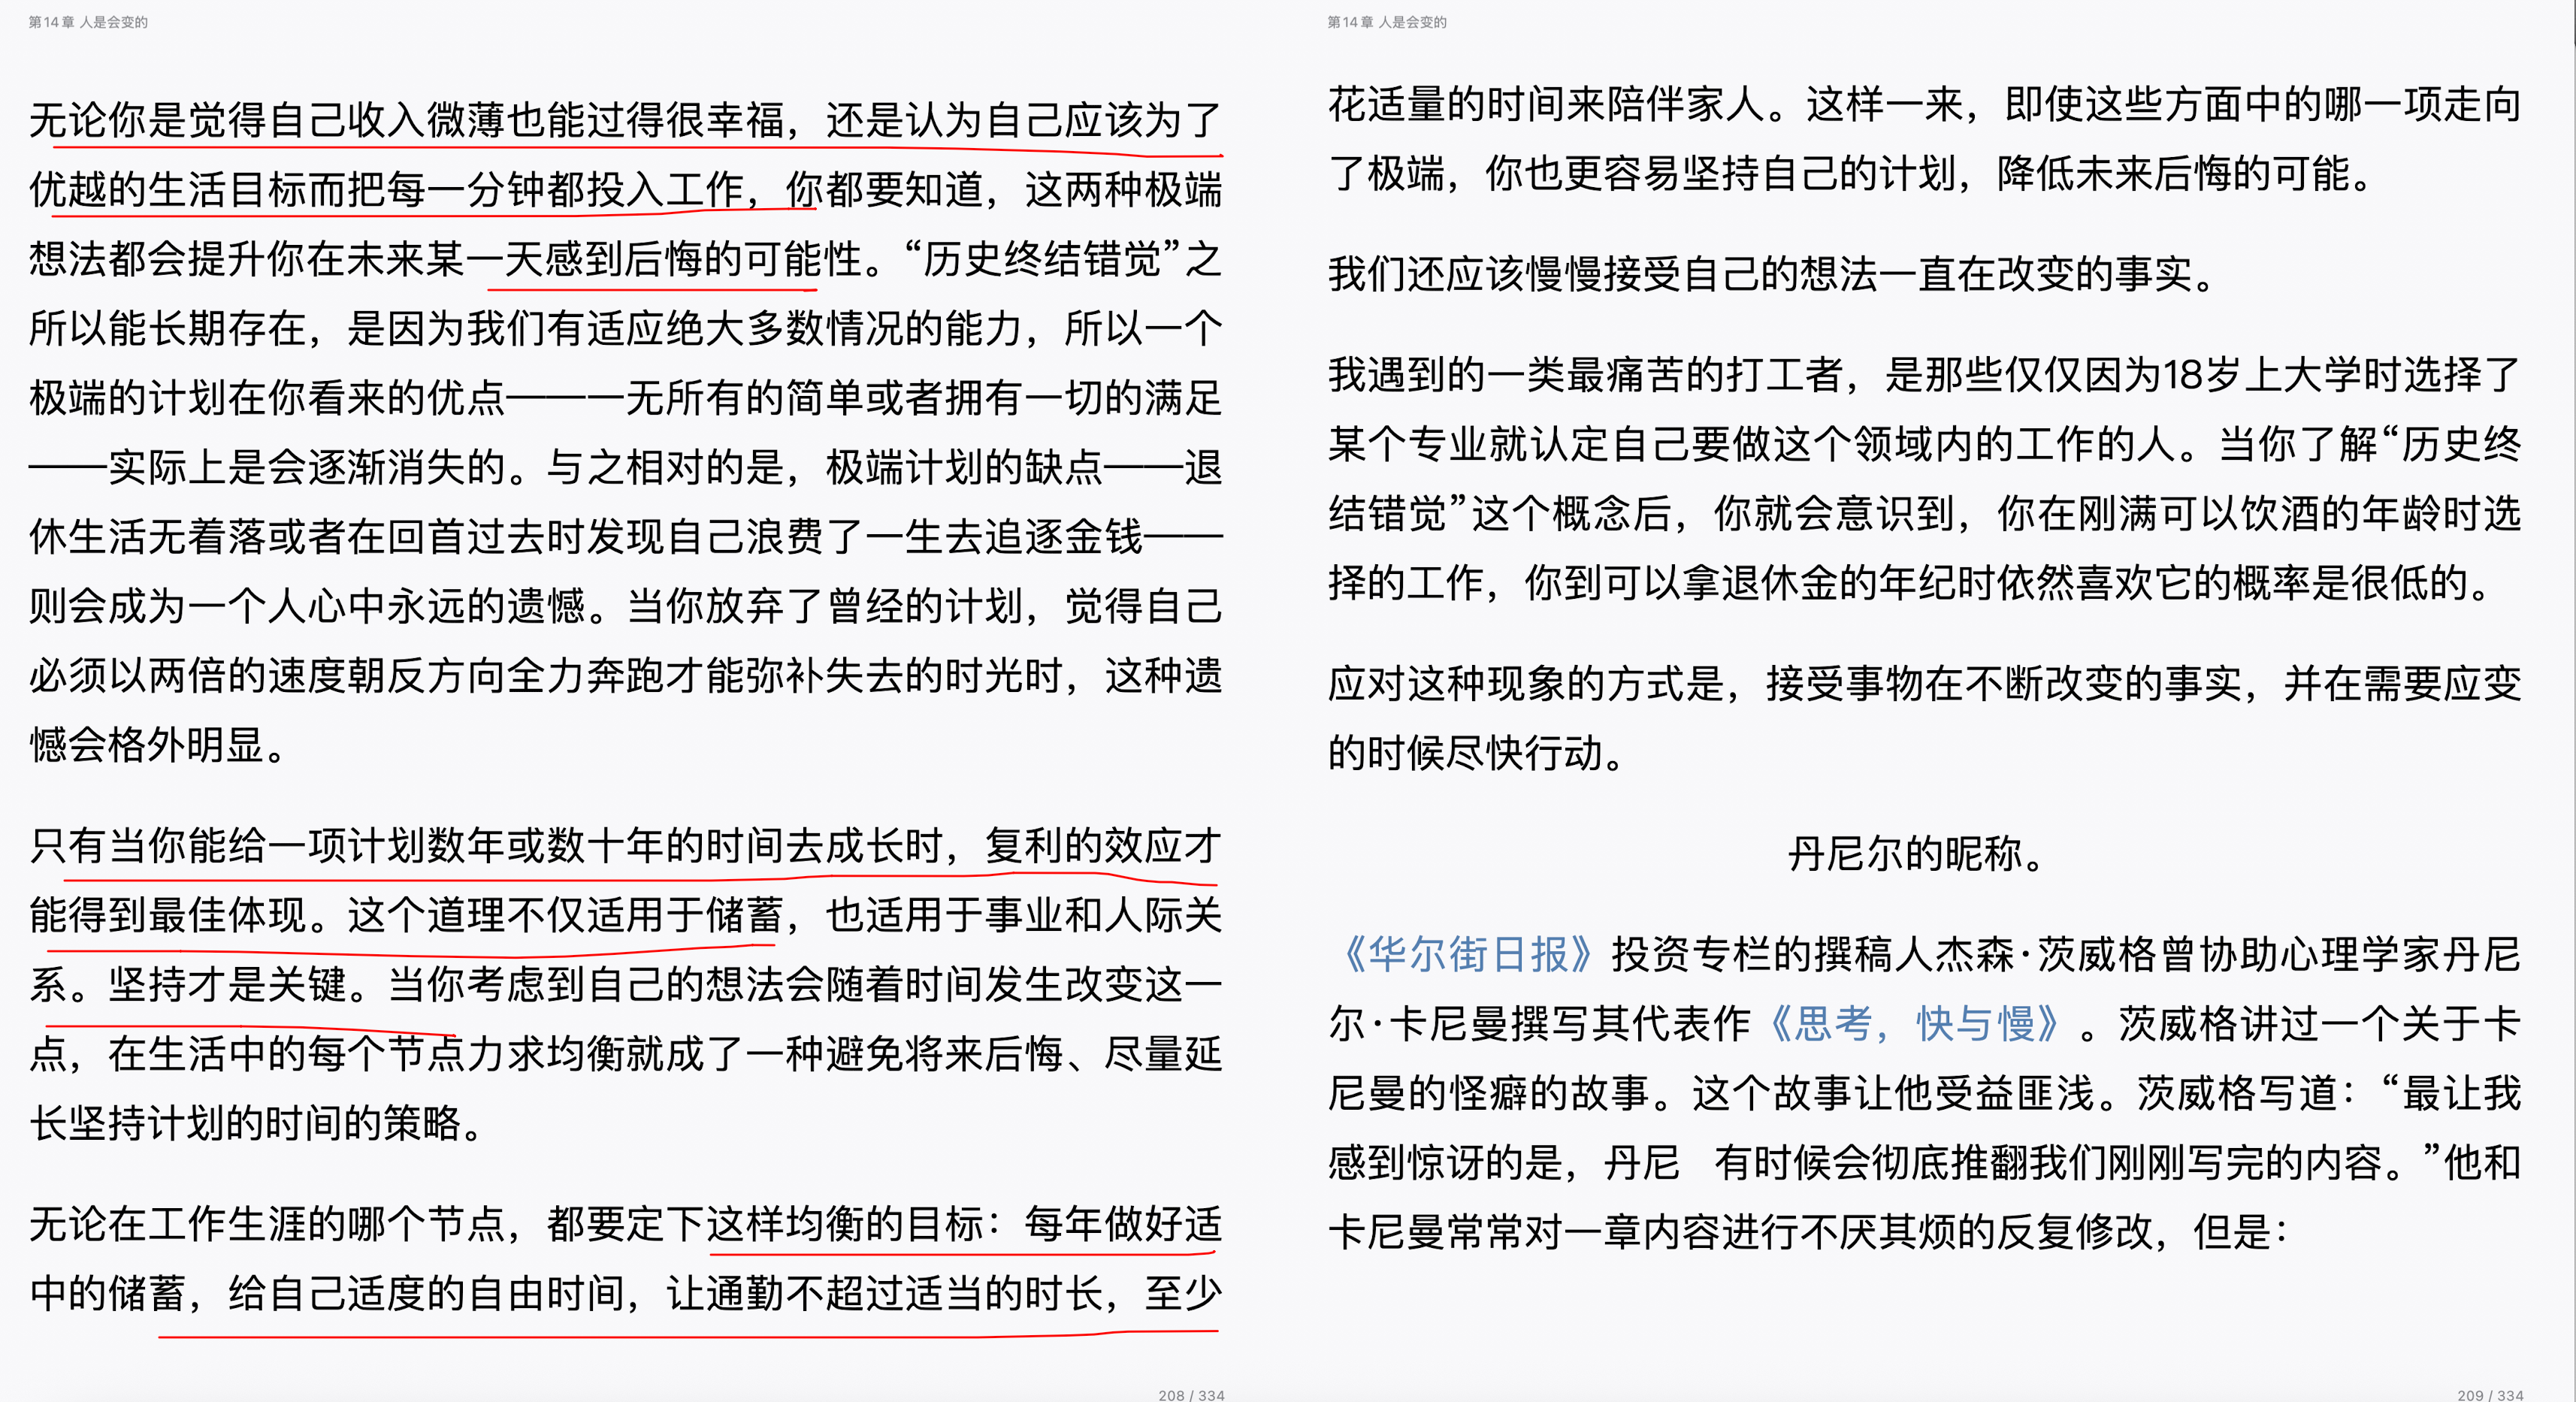 第14章 人是会变的
无论你是觉得自己收入微薄也能过得很幸福，还是认为自己应该为了
优越的生活目标而把每一分钟都投入工作，你都要知道，这两种极端
想法都会提升你在未来某一天感到后悔的可能性。“历史终结错觉”之
所以能长期存在，是因为我们有适应绝大多数情况的能力，所以一个
极端的计划在你看来的优点——一无所有的简单或者拥有一切的满足
——实际上是会逐渐消失的。与之相对的是，极端计划的缺点——退
休生活无着落或者在回首过去时发现自己浪费了一生去追逐金钱——
则会成为一个人心中永远的遗憾。当你放弃了曾经的计划，觉得自己
必须以两倍的速度朝反方向全力奔跑才能弥补失去的时光时，这种遗
憾会格外明显。
只有当你能给一项计划数年或数十年的时间去成长时，复利的效应才
能得到最佳体现。这个道理不仅适用于储蓄，也适用于事业和人际关
系。坚持才是关键。当你考虑到自己的想法会随着时间发生改变这一
点，在生活中的每个节点力求均衡就成了一种避免将来后悔、尽量延
长坚持计划的时间的策略。
无论在工作生涯的哪个节点，都要定下这样均衡的目标：每年做好适
中的储蓄，给自己适度的自由时间，让通勤不超过适当的时长，至少
208 / 334
第14章 人是会变的
花适量的时间来陪伴家人。这样一来，即使这些方面中的哪一项走向
了极端，你也更容易坚持自己的计划，降低未来后悔的可能。
我们还应该慢慢接受自己的想法一直在改变的事实。
我遇到的一类最痛苦的打工者，是那些仅仅因为18岁上大学时选择了
某个专业就认定自己要做这个领域内的工作的人。当你了解“历史终
结错觉”这个概念后，你就会意识到，你在刚满可以饮酒的年龄时选
择的工作，你到可以拿退休金的年纪时依然喜欢它的概率是很低的。
应对这种现象的方式是，接受事物在不断改变的事实，并在需要应变
的时候尽快行动。
丹尼尔的昵称。
《华尔街日报》投资专栏的撰稿人杰森·茨威格曾协助心理学家丹尼
尔·卡尼曼撰写其代表作《思考，快与慢》。茨威格讲过一个关于卡
尼曼的怪癖的故事。这个故事让他受益匪浅。茨威格写道：“最让我
感到惊讶的是，丹尼 有时候会彻底推翻我们刚刚写完的内容。”他和
卡尼曼常常对一章内容进行不厌其烦的反复修改，但是：
209 / 334